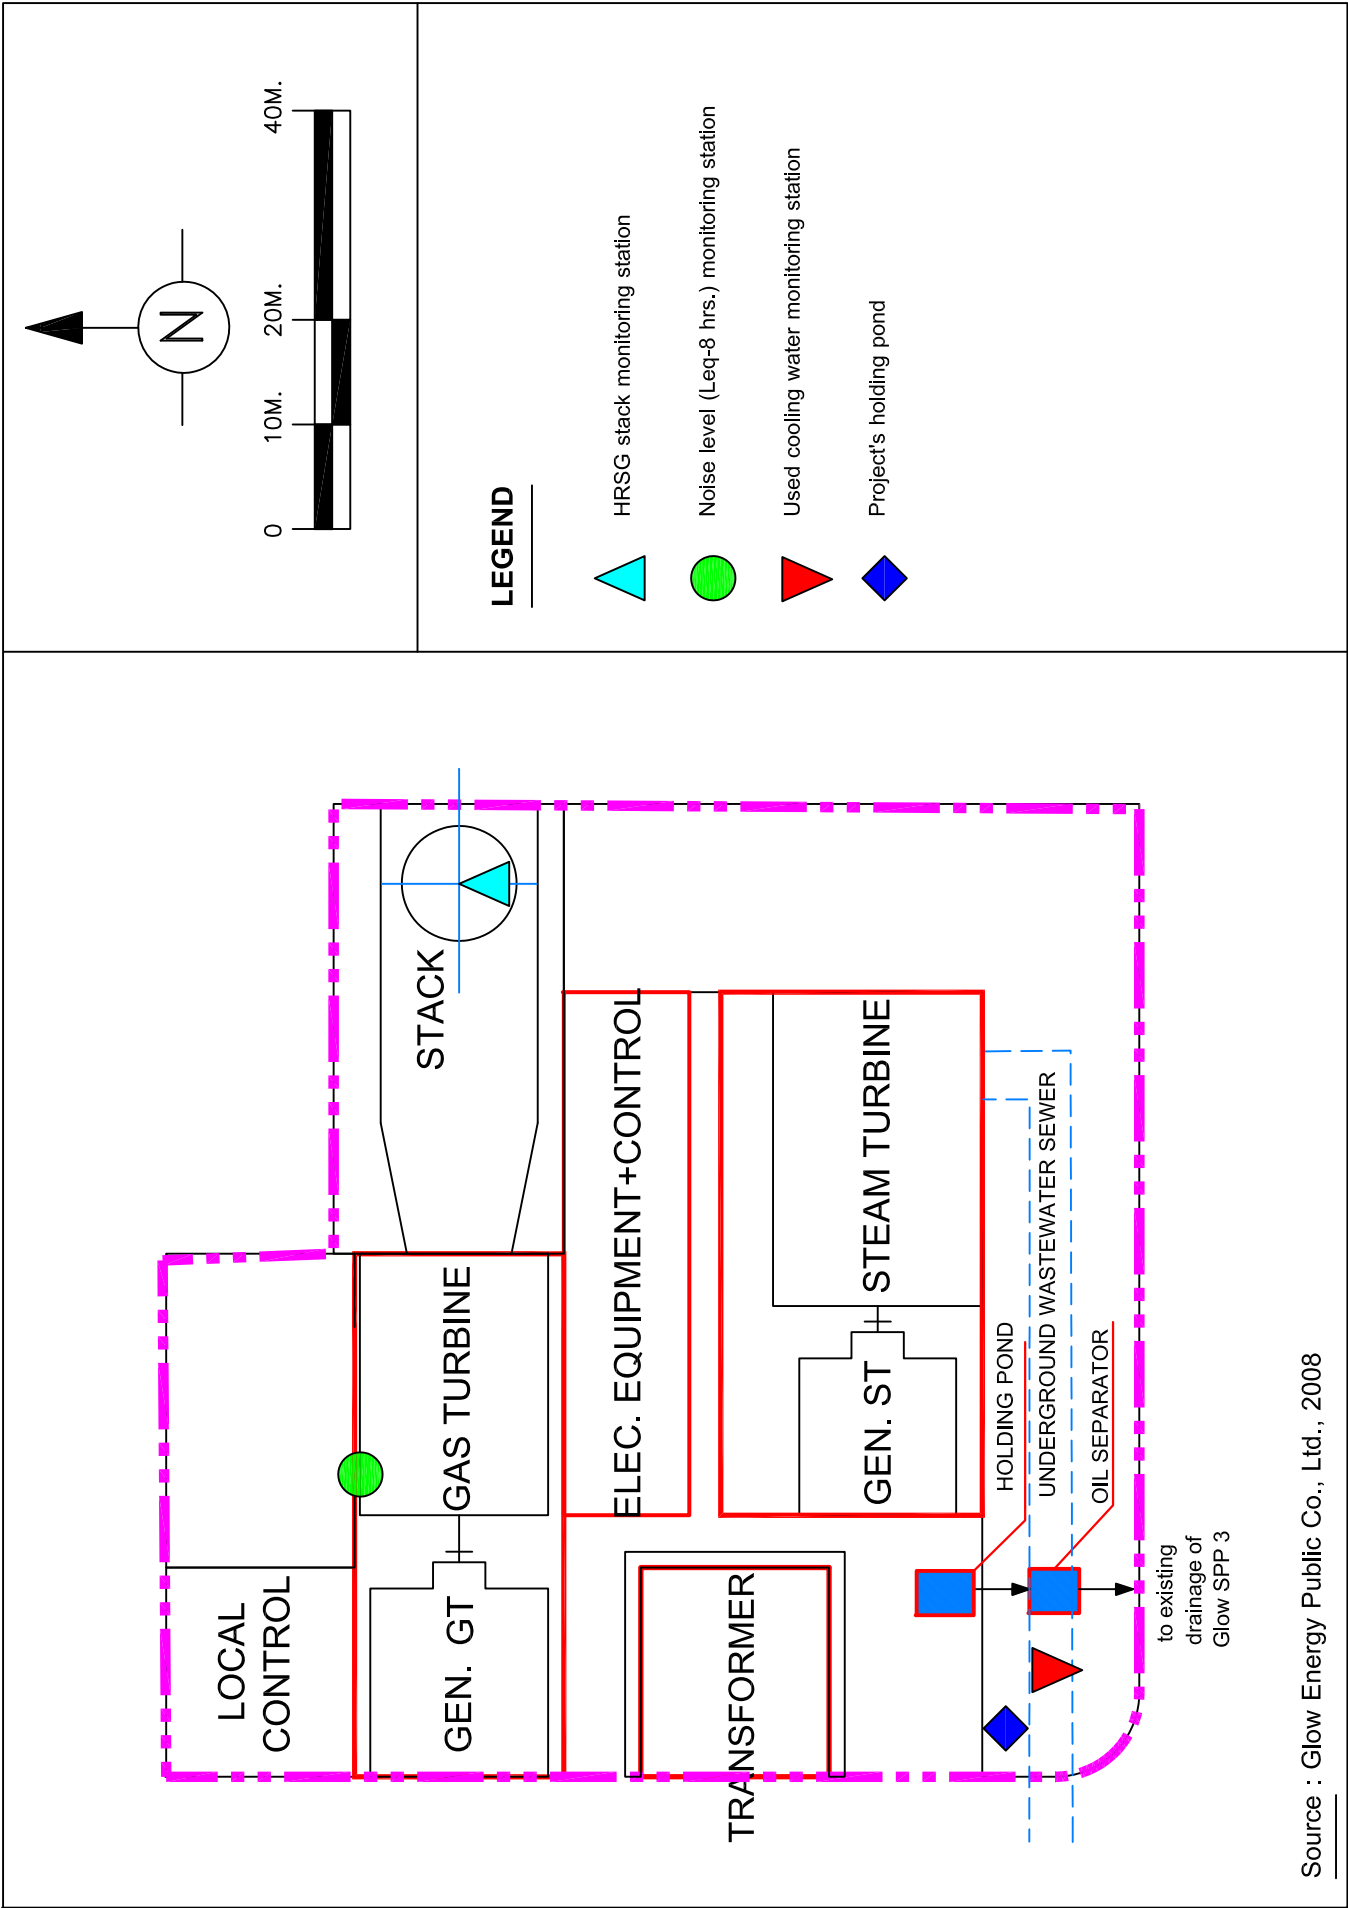 LOCAL
CONTROL
GEN. GT
GAS TURBINE
STACK
ELEC. EQUIPMENT+CONTROL
TRANSFORMER
GEN. ST
STEAM TURBINE
HOLDING POND
UNDERGROUND WASTEWATER SEWER
OIL SEPARATOR
to existing
drainage of
Glow SPP 3
Source : Glow Energy Public Co., Ltd., 2008
N
0 10M. 20M. 40M.
LEGEND
HRSG stack monitoring station
Noise level (Leq-8 hrs.) monitoring station
Used cooling water monitoring station
Project's holding pond